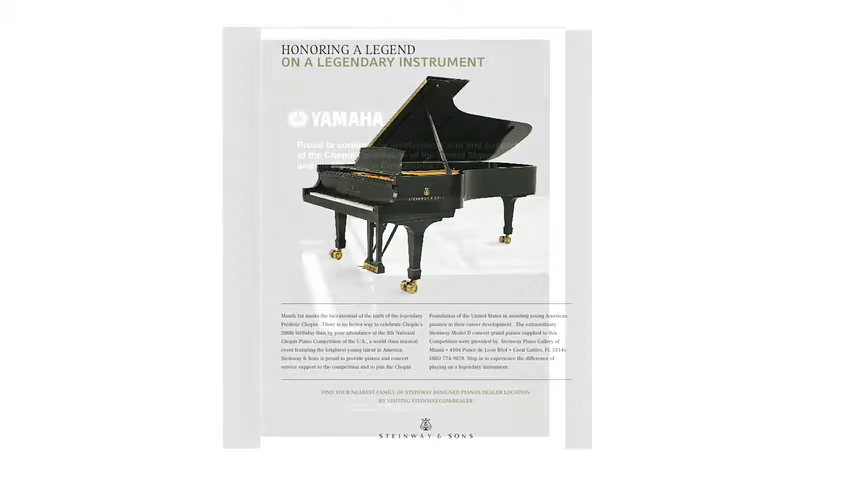 HONORING A LEGEND
ON A LEGENDARY INSTRUMENT
YAMAHA
Proud to
of the Chopin
and
March 1st marks the bicentennial of the birth of the legendary
Frédéric Chopin. There is no better way to celebrate Chopin's
200th birthday than by your attendance at the 8th National
Chopin Piano Competition of the U.S., a world class musical
event featuring the brightest young talent in America.
Steinway & Sons is proud to provide pianos and concert
service support to the competition and to join the Chopin
Foundation of the United States in assisting young American
pianists in their career development. The extraordinary
Steinway Model D concert grand pianos supplied to this
Competition were provided by Steinway Piano Gallery of
Miami • 4104 Ponce de Leon Blvd • Coral Gables, FL 33146
(305) 774-9878. Stop in to experience the difference of
playing on a legendary instrument.
FIND YOUR NEAREST FAMILY OF STEINWAY DESIGNED PIANOS DEALER LOCATION
BY VISITING STEINWAY.COM/DEALER
STEINWAY & SONS